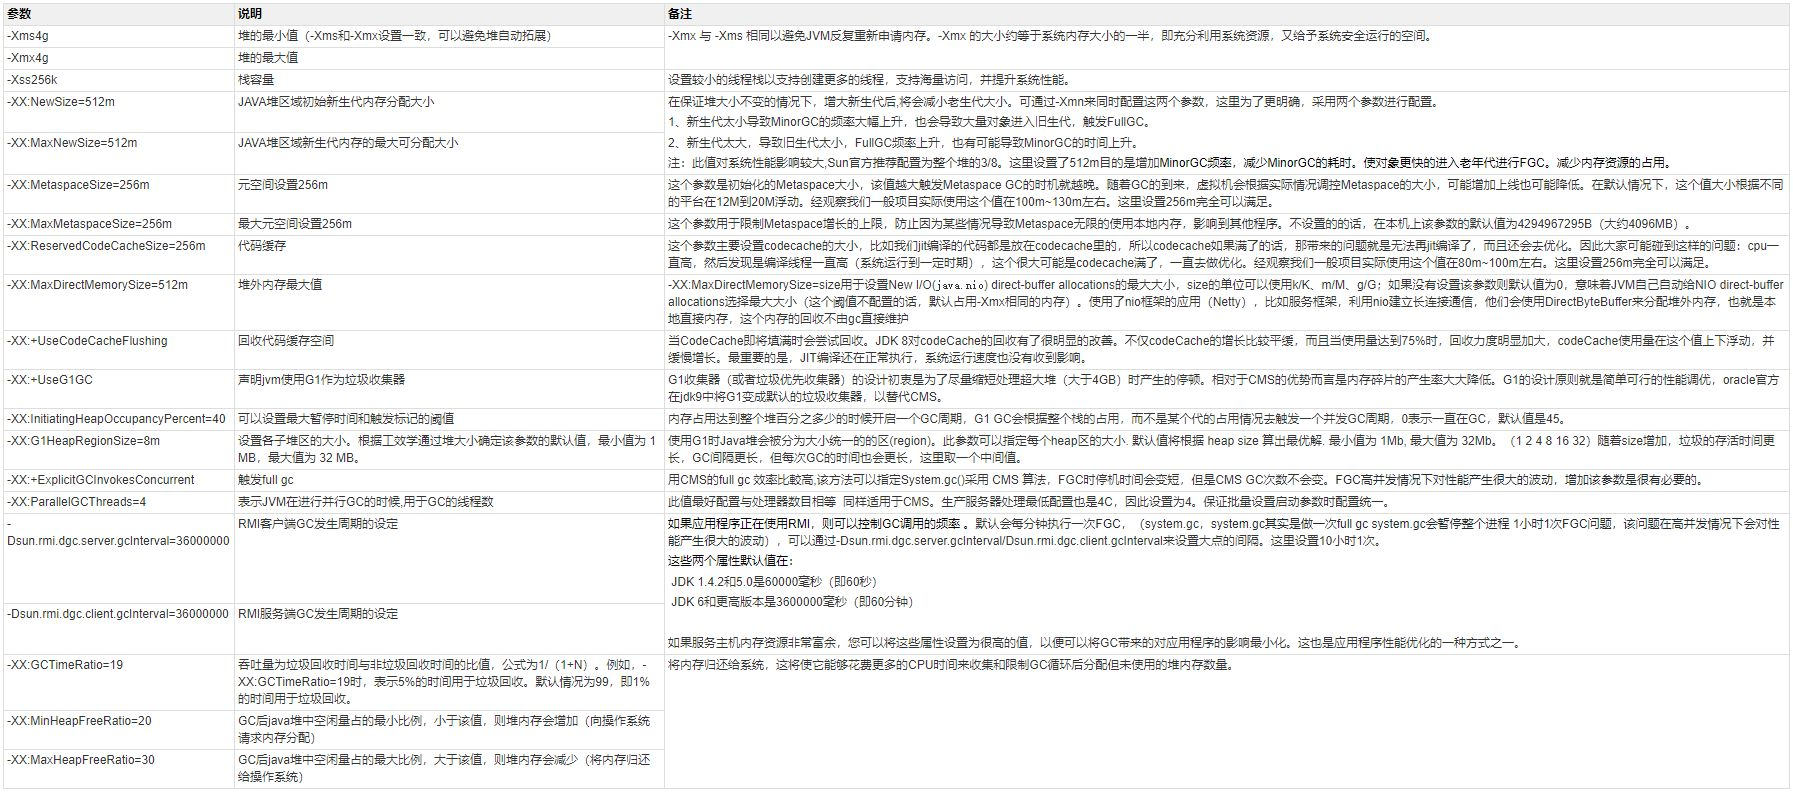 参数 说明 备注
-Xms4g 堆的最小值（-Xms和-Xmx设置一致，可以避免堆自动拓展） -Xmx 与 -Xms 相同以避免JVM反复重新申请内存。-Xmx 的大小约等于系统内存大小的一半，即充分利用系统资源，又给予系统安全运行的空间。
-Xmx4g 堆的最大值
-Xss256k 栈容量 设置较小的线程栈以支持创建更多的线程，支持海量访问，并提升系统性能。
-XX:NewSize=512m JAVA堆区域初始新生代内存分配大小 在保证堆大小不变的情况下，增大新生代后,将会减小老生代大小。可通过-Xmn来同时配置这两个参数，这里为了更明确，采用两个参数进行配置。
1、新生代太小导致MinorGC的频率大幅上升，也会导致大量对象进入旧生代，触发FullGC。
-XX:MaxNewSize=512m JAVA堆区域新生代内存的最大可分配大小 2、新生代太大，导致旧生代太小，FullGC频率上升，也有可能导致MinorGC的时间上升。
注：此值对系统性能影响较大,Sun官方推荐配置为整个堆的3/8。这里设置了512m目的是增加MinorGC频率，减少MinorGC的耗时。使对象更快的进入老年代进行FGC。减少内存资源的占用。
-XX:MetaspaceSize=256m 元空间设置256m 这个参数是初始化的Metaspace大小，该值越大触发Metaspace GC的时机就越晚。随着GC的到来，虚拟机会根据实际情况调控Metaspace的大小，可能增加上线也可能降低。在默认情况下，这个值大小根据不同
的平台在12M到20M浮动。经观察我们一般项目实际使用这个值在100m~130m左右。这里设置256m完全可以满足。
-XX:MaxMetaspaceSize=256m 最大元空间设置256m 这个参数用于限制Metaspace增长的上限，防止因为某些情况导致Metaspace无限的使用本地内存，影响到其他程序。不设置的的话，在本机上该参数的默认值为4294967295B（大约4096MB）。
-XX:ReservedCodeCacheSize=256m 代码缓存 这个参数主要设置codecache的大小，比如我们jit编译的代码都是放在codecache里的，所以codecache如果满了的话，那带来的问题就是无法再jit编译了，而且还会去优化。因此大家可能碰到这样的问题：cpu一
直高，然后发现是编译线程一直高（系统运行到一定时期），这个很大可能是codecache满了，一直去做优化。经观察我们一般项目实际使用这个值在80m~100m左右。这里设置256m完全可以满足。
-XX:MaxDirectMemorySize=512m 堆外内存最大值 -XX:MaxDirectMemorySize=size用于设置New I/O(java.nio) direct-buffer allocations的最大大小，size的单位可以使用k/K、m/M、g/G；如果没有设置该参数则默认值为0，意味着JVM自己自动给NIO direct-buffer
allocations选择最大大小（这个阈值不配置的话，默认占用-Xmx相同的内存）。使用了nio框架的应用（Netty），比如服务框架，利用nio建立长连接通信，他们会使用DirectByteBuffer来分配堆外内存，也就是本
地直接内存，这个内存的回收不由gc直接维护
-XX:+UseCodeCacheFlushing 回收代码缓存空间 当CodeCache即将填满时会尝试回收。JDK 8对codeCache的回收有了很明显的改善。不仅codeCache的增长比较平缓，而且当使用量达到75%时，回收力度明显加大，codeCache使用量在这个值上下浮动，并
缓慢增长。最重要的是，JIT编译还在正常执行，系统运行速度也没有收到影响。
-XX:+UseG1GC 声明jvm使用G1作为垃圾收集器 G1收集器（或者垃圾优先收集器）的设计初衷是为了尽量缩短处理超大堆（大于4GB）时产生的停顿。相对于CMS的优势而言是内存碎片的产生率大大降低。G1的设计原则就是简单可行的性能调优，oracle官方
在jdk9中将G1变成默认的垃圾收集器，以替代CMS。
-XX:InitiatingHeapOccupancyPercent=40 可以设置最大暂停时间和触发标记的阈值 内存占用达到整个堆百分之多少的时候开启一个GC周期，G1 GC会根据整个栈的占用，而不是某个代的占用情况去触发一个并发GC周期，0表示一直在GC，默认值是45。
-XX:G1HeapRegionSize=8m 设置各子堆区的大小。根据工效学通过堆大小确定该参数的默认值，最小值为 1 使用G1时Java堆会被分为大小统一的的区(region)。此参数可以指定每个heap区的大小. 默认值将根据 heap size 算出最优解. 最小值为 1Mb, 最大值为 32Mb。（1 2 4 8 16 32）随着size增加，垃圾的存活时间更
MB，最大值为 32 MB。 长，GC间隔更长，但每次GC的时间也会更长，这里取一个中间值。
-XX:+ExplicitGCInvokesConcurrent 触发full gc 用CMS的full gc 效率比較高,该方法可以指定System.gc()采用 CMS 算法，FGC时停机时间会变短，但是CMS GC次数不会变。FGC高并发情况下对性能产生很大的波动，增加该参数是很有必要的。
-XX:ParallelGCThreads=4 表示JVM在进行并行GC的时候,用于GC的线程数 此值最好配置与处理器数目相等 同样适用于CMS。生产服务器处理最低配置也是4C，因此设置为4。保证批量设置启动参数时配置统一。
- RMI客户端GC发生周期的设定 如果应用程序正在使用RMI，则可以控制GC调用的频率 。默认会每分钟执行一次FGC，（system.gc，system.gc其实是做一次full gc system.gc会暂停整个进程 1小时1次FGC问题，该问题在高并发情况下会对性
Dsun.rmi.dgc.server.gcInterval=36000000 能产生很大的波动），可以通过-Dsun.rmi.dgc.server.gcInterval/Dsun.rmi.dgc.client.gcInterval来设置大点的间隔。这里设置10小时1次。
这些两个属性默认值在：
JDK 1.4.2和5.0是60000毫秒（即60秒）
JDK 6和更高版本是3600000毫秒（即60分钟）
-Dsun.rmi.dgc.client.gcInterval=36000000 RMI服务端GC发生周期的设定
如果服务主机内存资源非常富余，您可以将这些属性设置为很高的值，以便可以将GC带来的对应用程序的影响最小化。这也是应用程序性能优化的一种方式之一。
-XX:GCTimeRatio=19 吞吐量为垃圾回收时间与非垃圾回收时间的比值，公式为1/（1+N）。例如，- 将内存归还给系统，这将使它能够花费更多的CPU时间来收集和限制GC循环后分配但未使用的堆内存数量。
XX:GCTimeRatio=19时，表示5%的时间用于垃圾回收。默认情况为99，即1%
的时间用于垃圾回收。
-XX:MinHeapFreeRatio=20 GC后java堆中空闲量占的最小比例，小于该值，则堆内存会增加（向操作系统
请求内存分配）
-XX:MaxHeapFreeRatio=30 GC后java堆中空闲量占的最大比例，大于该值，则堆内存会减少（将内存归还
给操作系统）